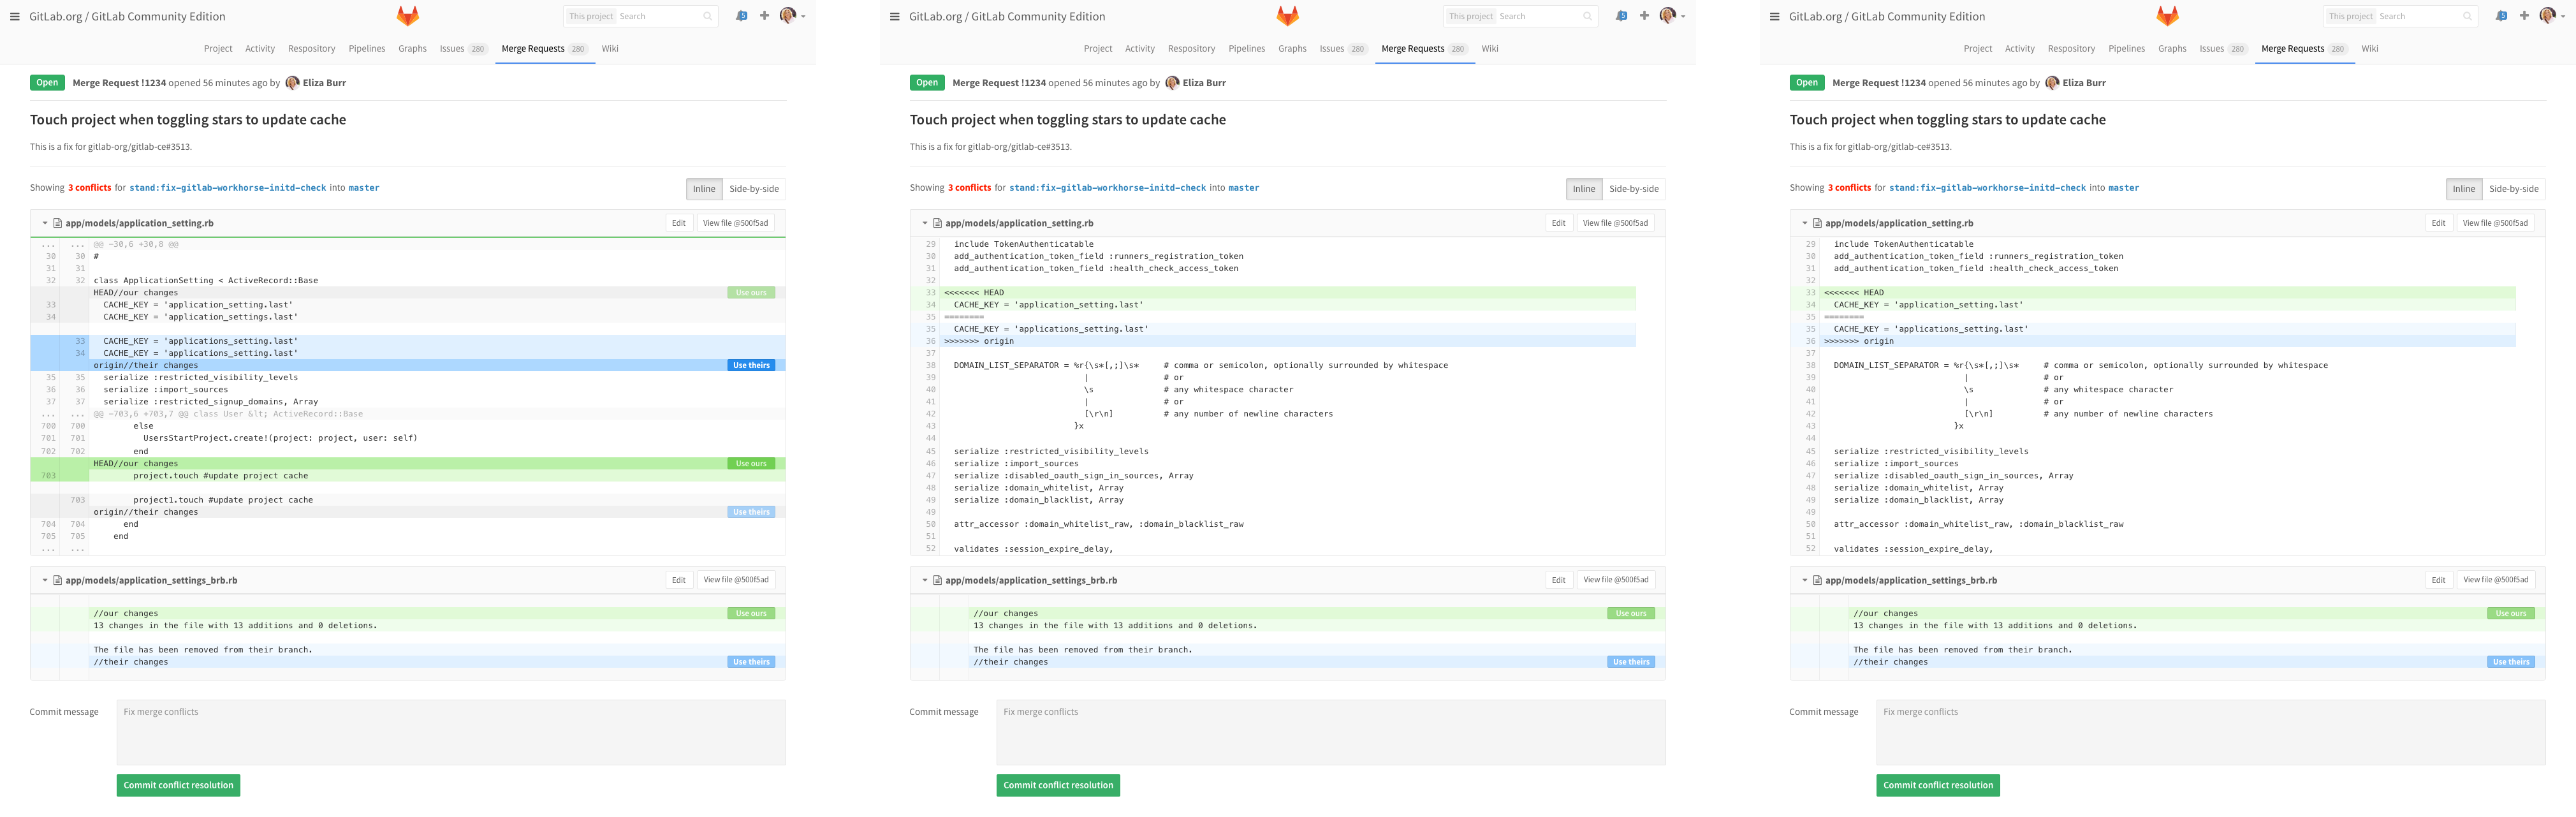 GitLab.org / GitLab Community Edition
This project Search
5
Project Activity Respository Pipelines Graphs Issues 280 Merge Requests 280 Wiki
Open Merge Request !1234 opened 56 minutes ago by Eliza Burr
Touch project when toggling stars to update cache
This is a fix for gitlab-org/gitlab-ce#3513.
Showing 3 conflicts for stand:fix-gitlab-workhorse-initd-check into master
Inline Side-by-side
app/models/application_setting.rb Edit View file @500f5ad
... ... @@ -30,6 +30,8 @@
30 30 #
31 31
32 32 class ApplicationSetting < ActiveRecord::Base
HEAD//our changes Use ours
33 CACHE_KEY = 'application_setting.last'
34 CACHE_KEY = 'application_settings.last'
33 CACHE_KEY = 'applications_setting.last'
34 CACHE_KEY = 'applications_setting.last'
origin//their changes Use theirs
35 35 serialize :restricted_visibility_levels
36 36 serialize :import_sources
37 37 serialize :restricted_signup_domains, Array
... ... @@ -703,6 +703,7 @@ class User &lt; ActiveRecord::Base
700 700 else
701 701 UsersStartProject.create!(project: project, user: self)
702 702 end
HEAD//our changes Use ours
703 project.touch #update project cache
703 project1.touch #update project cache
origin//their changes Use theirs
704 704 end
705 705 end
... ...
app/models/application_settings_brb.rb Edit View file @500f5ad
//our changes Use ours
13 changes in the file with 13 additions and 0 deletions.
The file has been removed from their branch.
//their changes Use theirs
Commit message Fix merge conflicts
Commit conflict resolution
GitLab.org / GitLab Community Edition
This project Search
5
Project Activity Respository Pipelines Graphs Issues 280 Merge Requests 280 Wiki
Open Merge Request !1234 opened 56 minutes ago by Eliza Burr
Touch project when toggling stars to update cache
This is a fix for gitlab-org/gitlab-ce#3513.
Showing 3 conflicts for stand:fix-gitlab-workhorse-initd-check into master
Inline Side-by-side
app/models/application_setting.rb Edit View file @500f5ad
29 include TokenAuthenticatable
30 add_authentication_token_field :runners_registration_token
31 add_authentication_token_field :health_check_access_token
32
33 <<<<<<< HEAD
34 CACHE_KEY = 'application_setting.last'
35 ========
35 CACHE_KEY = 'applications_setting.last'
36 >>>>>>> origin
37
38 DOMAIN_LIST_SEPARATOR = %r{\s*[,;]\s* # comma or semicolon, optionally surrounded by whitespace
39 | # or
40 \s # any whitespace character
41 | # or
42 [\r\n] # any number of newline characters
43 }x
44
45 serialize :restricted_visibility_levels
46 serialize :import_sources
47 serialize :disabled_oauth_sign_in_sources, Array
48 serialize :domain_whitelist, Array
49 serialize :domain_blacklist, Array
49
50 attr_accessor :domain_whitelist_raw, :domain_blacklist_raw
51
52 validates :session_expire_delay,
app/models/application_settings_brb.rb Edit View file @500f5ad
//our changes Use ours
13 changes in the file with 13 additions and 0 deletions.
The file has been removed from their branch.
//their changes Use theirs
Commit message Fix merge conflicts
Commit conflict resolution
GitLab.org / GitLab Community Edition
This project Search
5
Project Activity Respository Pipelines Graphs Issues 280 Merge Requests 280 Wiki
Open Merge Request !1234 opened 56 minutes ago by Eliza Burr
Touch project when toggling stars to update cache
This is a fix for gitlab-org/gitlab-ce#3513.
Showing 3 conflicts for stand:fix-gitlab-workhorse-initd-check into master
Inline Side-by-side
app/models/application_setting.rb Edit View file @500f5ad
29 include TokenAuthenticatable
30 add_authentication_token_field :runners_registration_token
31 add_authentication_token_field :health_check_access_token
32
33 <<<<<<< HEAD
34 CACHE_KEY = 'application_setting.last'
35 ========
35 CACHE_KEY = 'applications_setting.last'
36 >>>>>>> origin
37
38 DOMAIN_LIST_SEPARATOR = %r{\s*[,;]\s* # comma or semicolon, optionally surrounded by whitespace
39 | # or
40 \s # any whitespace character
41 | # or
42 [\r\n] # any number of newline characters
43 }x
44
45 serialize :restricted_visibility_levels
46 serialize :import_sources
47 serialize :disabled_oauth_sign_in_sources, Array
48 serialize :domain_whitelist, Array
49 serialize :domain_blacklist, Array
49
50 attr_accessor :domain_whitelist_raw, :domain_blacklist_raw
51
52 validates :session_expire_delay,
app/models/application_settings_brb.rb Edit View file @500f5ad
//our changes Use ours
13 changes in the file with 13 additions and 0 deletions.
The file has been removed from their branch.
//their changes Use theirs
Commit message Fix merge conflicts
Commit conflict resolution